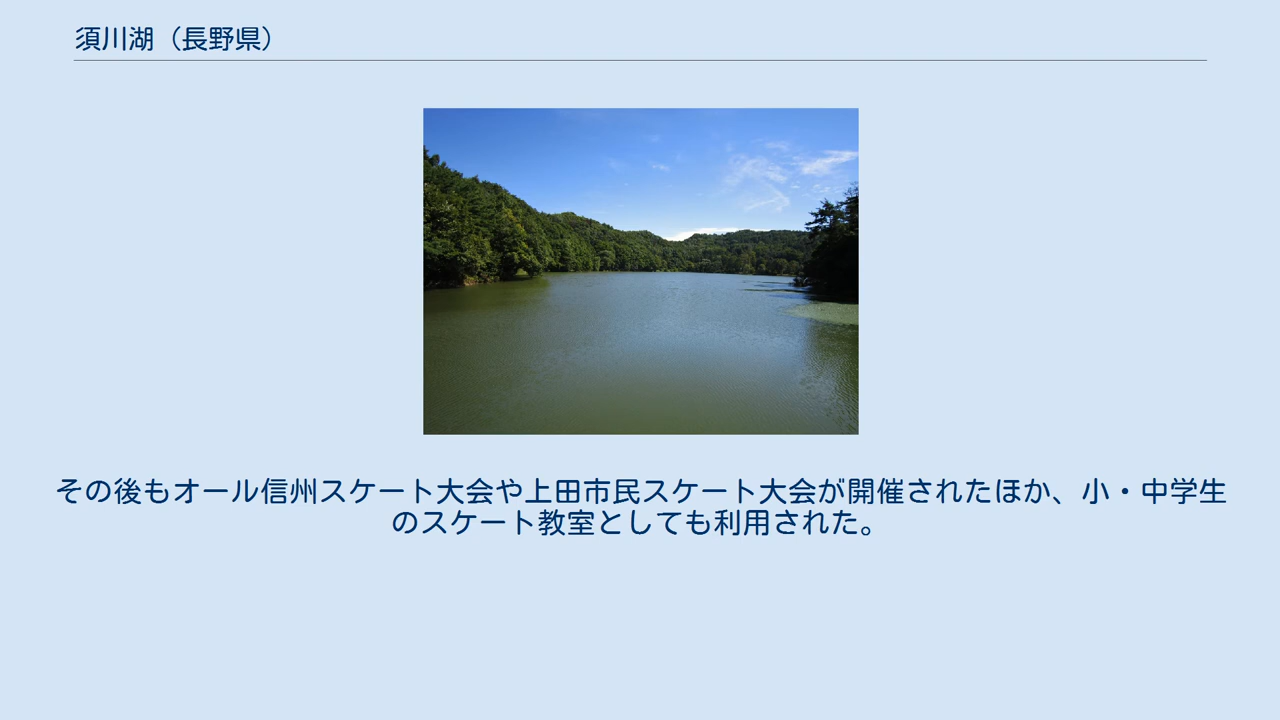 須川湖（長野県）
その後もオール信州スケート大会や上田市民スケート大会が開催されたほか、小・中学生
のスケート教室としても利用された。